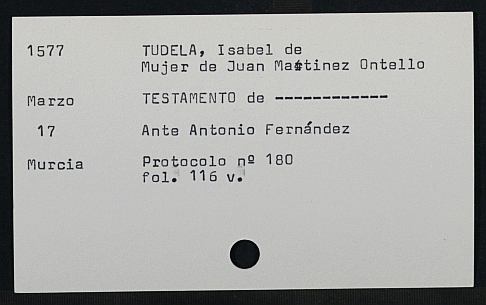 1577 TUDELA, Isabel de
Mujer de Juan Martinez Ontello
Marzo TESTAMENTO de ------------
17 Ante Antonio Fernández
Murcia Protocolo nº 180
fol. 116 v.